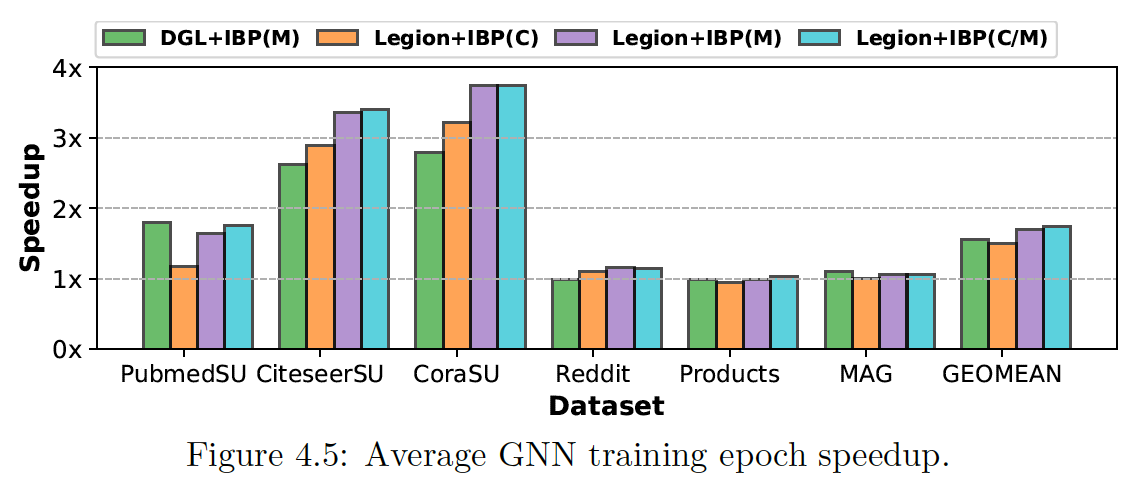 DGL+IBP(M) Legion+IBP(C) Legion+IBP(M) Legion+IBP(C/M)
4x
3x
2x
1x
0x
Speedup
PubmedSU CiteseerSU CoraSU Reddit Products MAG GEOMEAN
Dataset
Figure 4.5: Average GNN training epoch speedup.